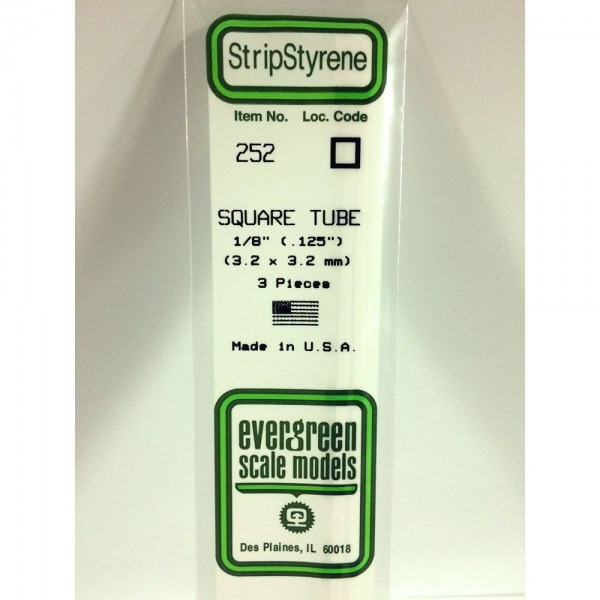 StripStyrene
Item No. Loc. Code
252
SQUARE TUBE
1/8" (.125")
(3.2 x 3.2 mm)
3 Pieces
Made in U.S.A.
evergreen
scale models
Des Plaines, IL 60018